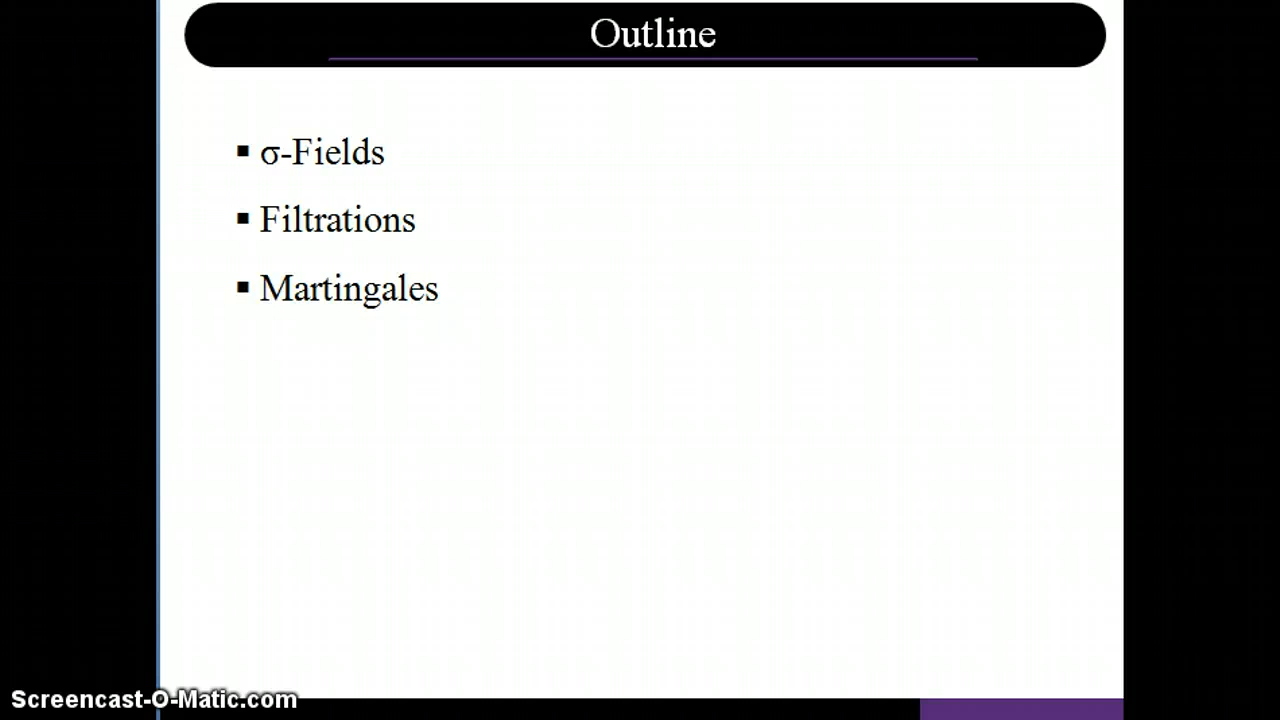 Outline
▪ σ-Fields
▪ Filtrations
▪ Martingales
Screencast-O-Matic.com